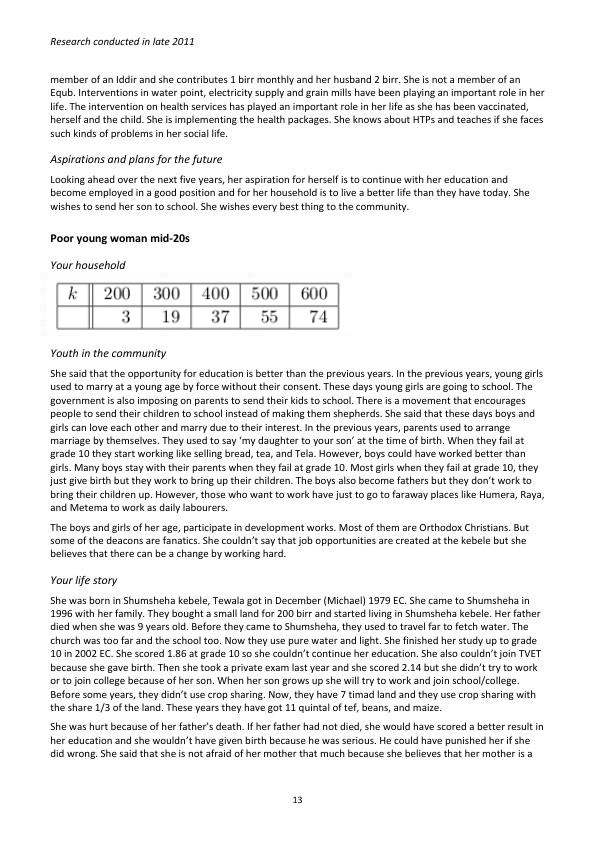 Research conducted in late 2011
member of an Iddir and she contributes 1 birr monthly and her husband 2 birr. She is not a member of an
Equb. Interventions in water point, electricity supply and grain mills have been playing an important role in her
life. The intervention on health services has played an important role in her life as she has been vaccinated,
herself and the child. She is implementing the health packages. She knows about HTPs and teaches if she faces
such kinds of problems in her social life.
Aspirations and plans for the future
Looking ahead over the next five years, her aspiration for herself is to continue with her education and
become employed in a good position and for her household is to live a better life than they have today. She
wishes to send her son to school. She wishes every best thing to the community.
Poor young woman mid-20s
Your household
k 200 300 400 500 600
3 19 37 55 74
Youth in the community
She said that the opportunity for education is better than the previous years. In the previous years, young girls
used to marry at a young age by force without their consent. These days young girls are going to school. The
government is also imposing on parents to send their kids to school. There is a movement that encourages
people to send their children to school instead of making them shepherds. She said that these days boys and
girls can love each other and marry due to their interest. In the previous years, parents used to arrange
marriage by themselves. They used to say ‘my daughter to your son’ at the time of birth. When they fail at
grade 10 they start working like selling bread, tea, and Tela. However, boys could have worked better than
girls. Many boys stay with their parents when they fail at grade 10. Most girls when they fail at grade 10, they
just give birth but they work to bring up their children. The boys also become fathers but they don’t work to
bring their children up. However, those who want to work have just to go to faraway places like Humera, Raya,
and Metema to work as daily labourers.
The boys and girls of her age, participate in development works. Most of them are Orthodox Christians. But
some of the deacons are fanatics. She couldn’t say that job opportunities are created at the kebele but she
believes that there can be a change by working hard.
Your life story
She was born in Shumsheha kebele, Tewala got in December (Michael) 1979 EC. She came to Shumsheha in
1996 with her family. They bought a small land for 200 birr and started living in Shumsheha kebele. Her father
died when she was 9 years old. Before they came to Shumsheha, they used to travel far to fetch water. The
church was too far and the school too. Now they use pure water and light. She finished her study up to grade
10 in 2002 EC. She scored 1.86 at grade 10 so she couldn’t continue her education. She also couldn’t join TVET
because she gave birth. Then she took a private exam last year and she scored 2.14 but she didn’t try to work
or to join college because of her son. When her son grows up she will try to work and join school/college.
Before some years, they didn’t use crop sharing. Now, they have 7 timad land and they use crop sharing with
the share 1/3 of the land. These years they have got 11 quintal of tef, beans, and maize.
She was hurt because of her father’s death. If her father had not died, she would have scored a better result in
her education and she wouldn’t have given birth because he was serious. He could have punished her if she
did wrong. She said that she is not afraid of her mother that much because she believes that her mother is a
13